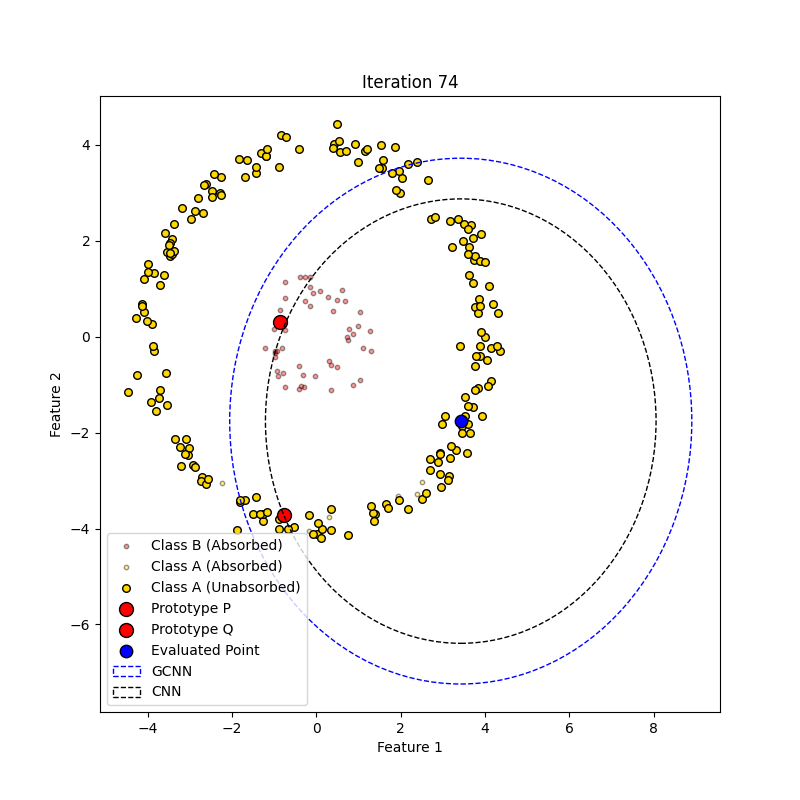 Iteration 74
4
2
0
−2
−4
−6
Feature 2
Class B (Absorbed)
Class A (Absorbed)
Class A (Unabsorbed)
Prototype P
Prototype Q
Evaluated Point
GCNN
CNN
−4 −2 0 2 4 6 8
Feature 1